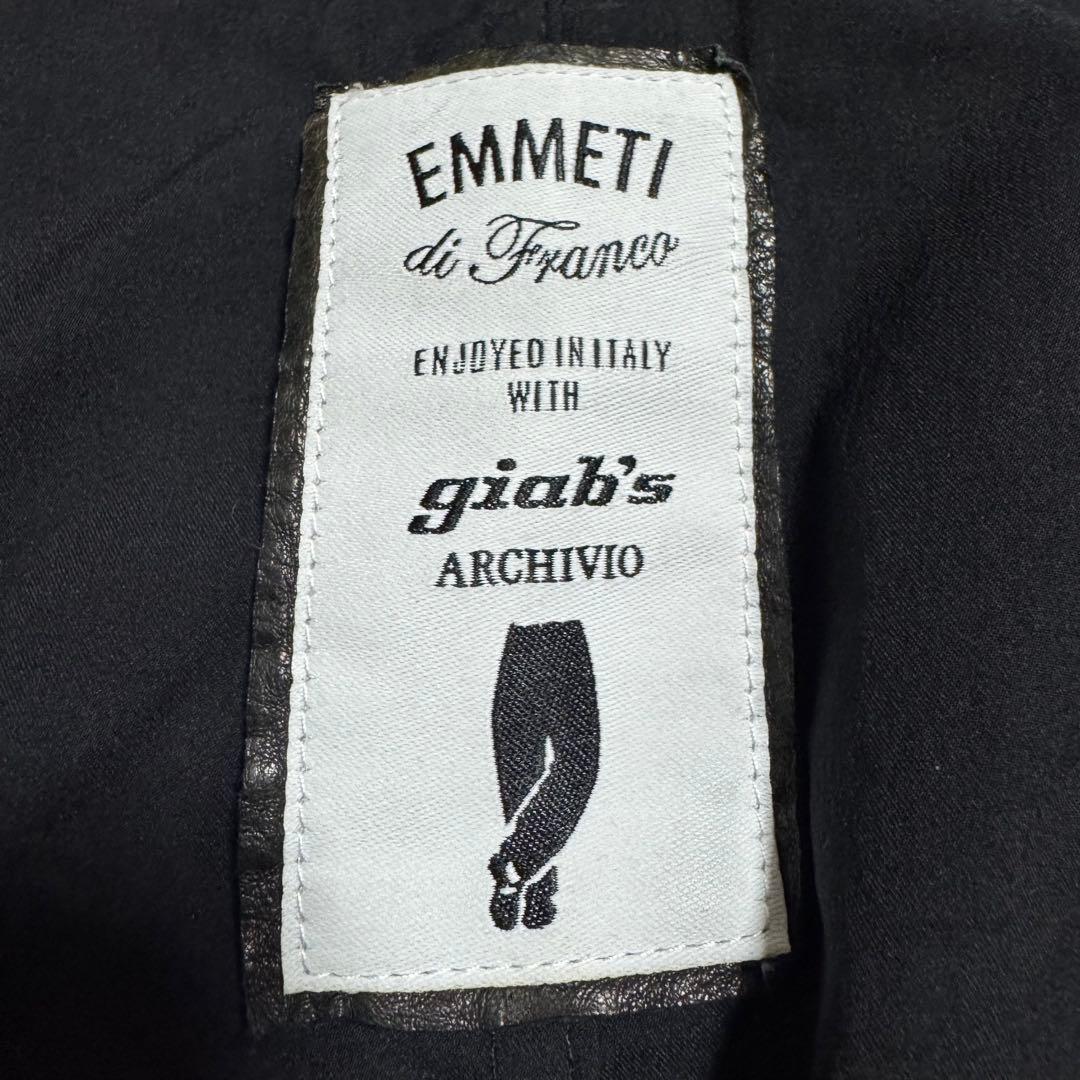 EMMETI
di Franco
ENJOYED IN ITALY
WITH
giab's
ARCHIVIO